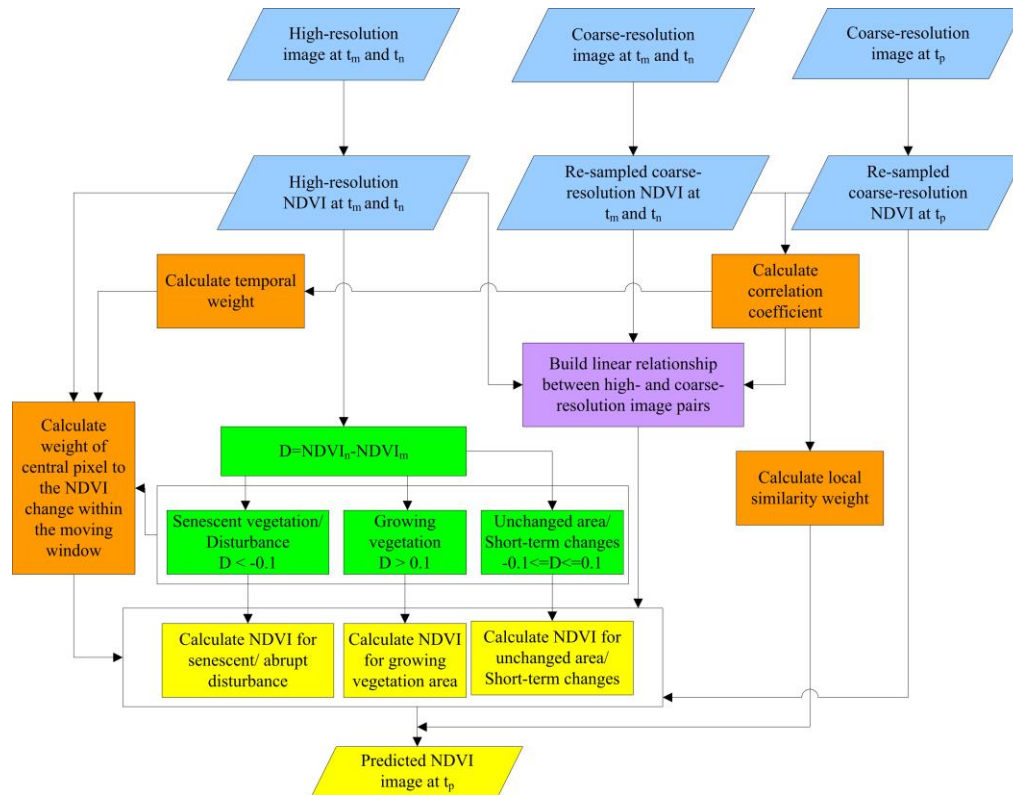 High-resolution
image at tm and tn
Coarse-resolution
image at tm and tn
Coarse-resolution
image at tp
High-resolution
NDVI at tm and tn
Re-sampled coarse-
resolution NDVI at
tm and tn
Re-sampled
coarse-resolution
NDVI at tp
Calculate temporal
weight
Calculate
correlation
coefficient
Build linear relationship
between high- and coarse-
resolution image pairs
Calculate
weight of
central pixel to
the NDVI
change within
the moving
window
D=NDVIn-NDVIm
Calculate local
similarity weight
Senescent vegetation/
Disturbance
D < -0.1
Growing
vegetation
D > 0.1
Unchanged area/
Short-term changes
-0.1<=D<=0.1
Calculate NDVI for
senescent/ abrupt
disturbance
Calculate NDVI
for growing
vegetation area
Calculate NDVI for
unchanged area/
Short-term changes
Predicted NDVI
image at tp